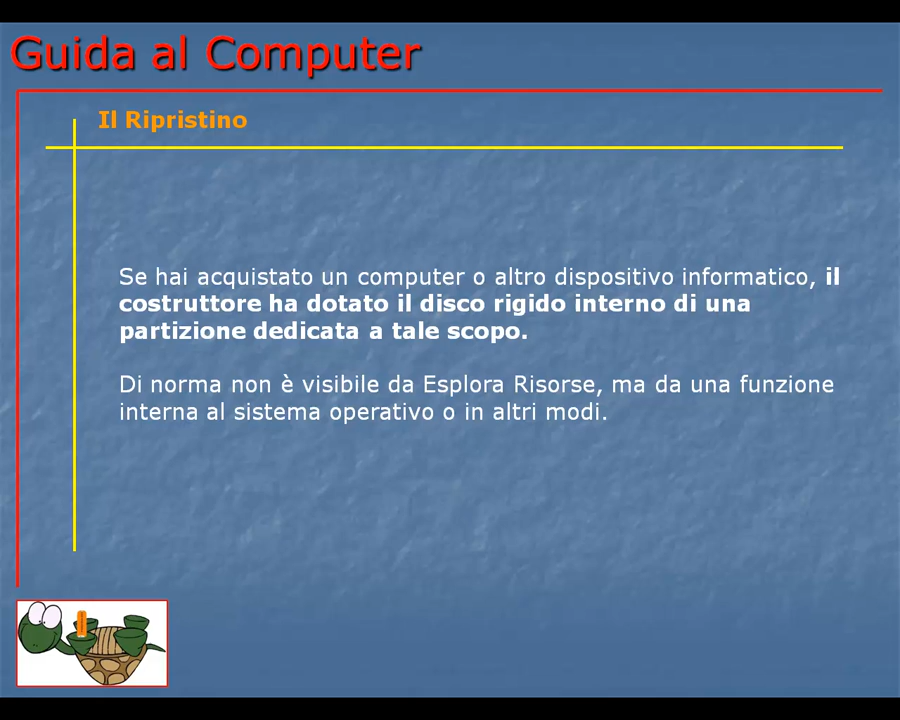 Guida al Computer
Il Ripristino
Se hai acquistato un computer o altro dispositivo informatico, il
costruttore ha dotato il disco rigido interno di una
partizione dedicata a tale scopo.
Di norma non è visibile da Esplora Risorse, ma da una funzione
interna al sistema operativo o in altri modi.